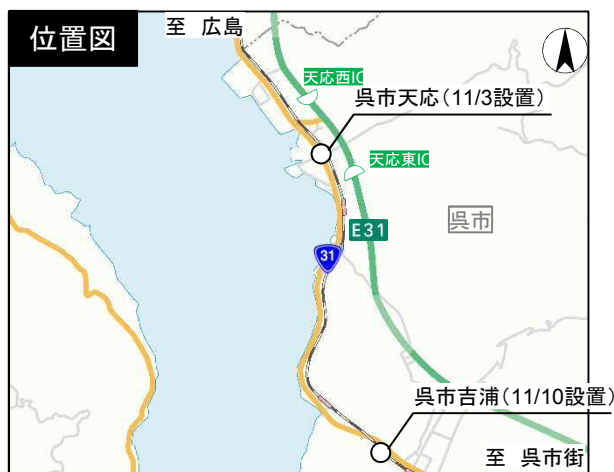 位置図
至 広島
天応西IC
呉市天応(11/3設置)
天応東IC
呉市
E31
31
呉市吉浦(11/10設置)
至 呉市街